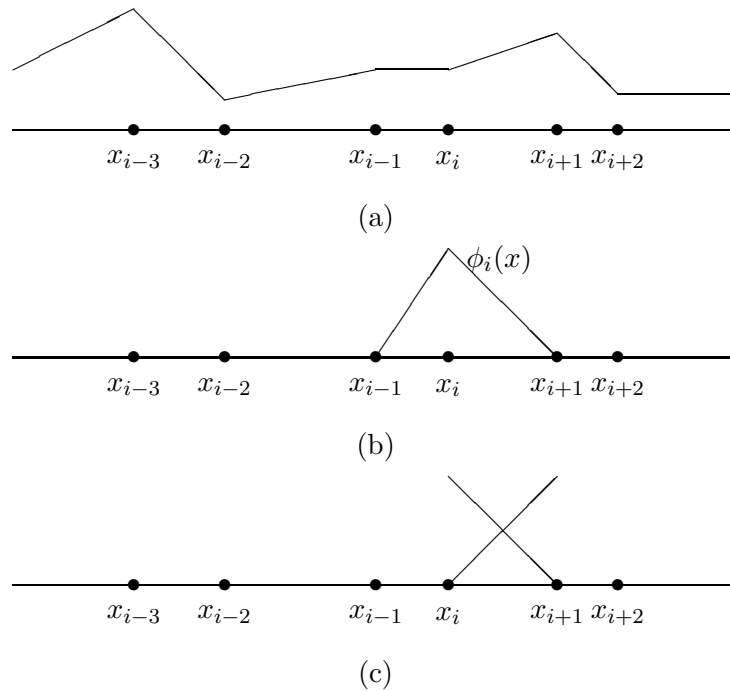 x_{i−3} x_{i−2} x_{i−1} x_i x_{i+1} x_{i+2}
(a)
ϕ_i(x)
x_{i−3} x_{i−2} x_{i−1} x_i x_{i+1} x_{i+2}
(b)
x_{i−3} x_{i−2} x_{i−1} x_i x_{i+1} x_{i+2}
(c)